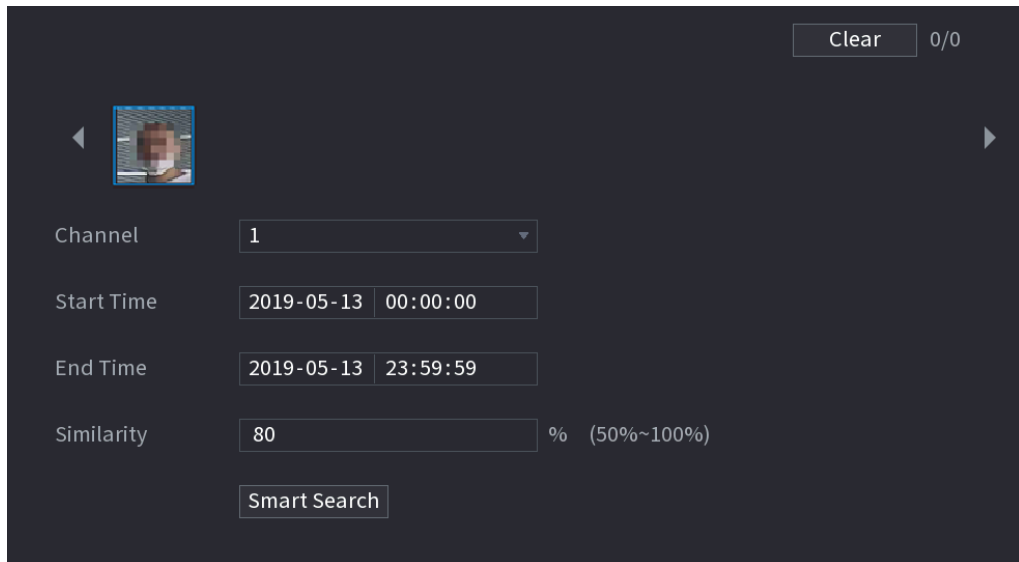 Clear 0/0
Channel 1
Start Time 2019-05-13 00:00:00
End Time 2019-05-13 23:59:59
Similarity 80 % (50%~100%)
Smart Search